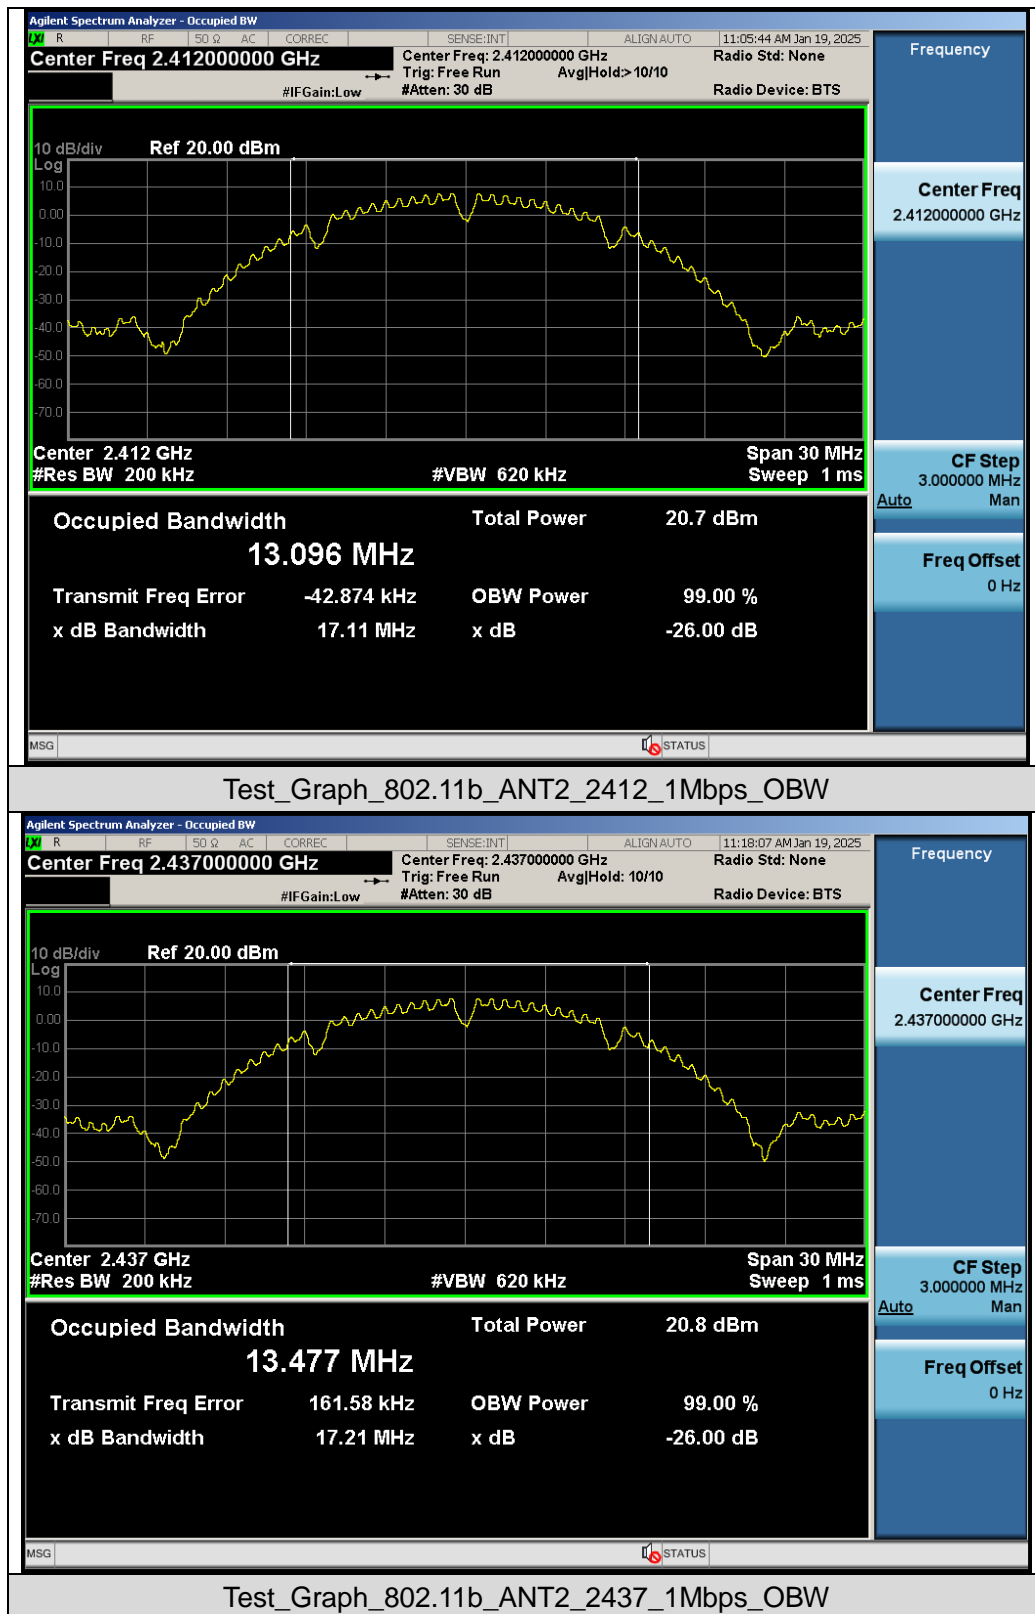 Agilent Spectrum Analyzer - Occupied BW
LXI R RF 50 Ω AC CORREC SENSE:INT ALIGN AUTO 11:05:44 AM Jan 19, 2025
Center Freq 2.412000000 GHz
Center Freq: 2.412000000 GHz
Radio Std: None
Trig: Free Run Avg|Hold:> 10/10
#IFGain:Low
#Atten: 30 dB
Radio Device: BTS
Frequency
10 dB/div Ref 20.00 dBm
Log
10.0
0.00
-10.0
-20.0
-30.0
-40.0
-50.0
-60.0
-70.0
Center 2.412 GHz Span 30 MHz
#Res BW 200 kHz #VBW 620 kHz Sweep 1 ms
Center Freq
2.412000000 GHz
CF Step
3.000000 MHz
Auto Man
Freq Offset
0 Hz
Occupied Bandwidth Total Power 20.7 dBm
13.096 MHz
Transmit Freq Error -42.874 kHz OBW Power 99.00 %
x dB Bandwidth 17.11 MHz x dB -26.00 dB
MSG STATUS
Test_Graph_802.11b_ANT2_2412_1Mbps_OBW
Agilent Spectrum Analyzer - Occupied BW
LXI R RF 50 Ω AC CORREC SENSE:INT ALIGN AUTO 11:18:07 AM Jan 19, 2025
Center Freq 2.437000000 GHz
Center Freq: 2.437000000 GHz
Radio Std: None
Trig: Free Run Avg|Hold: 10/10
#IFGain:Low
#Atten: 30 dB
Radio Device: BTS
Frequency
10 dB/div Ref 20.00 dBm
Log
10.0
0.00
-10.0
-20.0
-30.0
-40.0
-50.0
-60.0
-70.0
Center 2.437 GHz Span 30 MHz
#Res BW 200 kHz #VBW 620 kHz Sweep 1 ms
Center Freq
2.437000000 GHz
CF Step
3.000000 MHz
Auto Man
Freq Offset
0 Hz
Occupied Bandwidth Total Power 20.8 dBm
13.477 MHz
Transmit Freq Error 161.58 kHz OBW Power 99.00 %
x dB Bandwidth 17.21 MHz x dB -26.00 dB
MSG STATUS
Test_Graph_802.11b_ANT2_2437_1Mbps_OBW